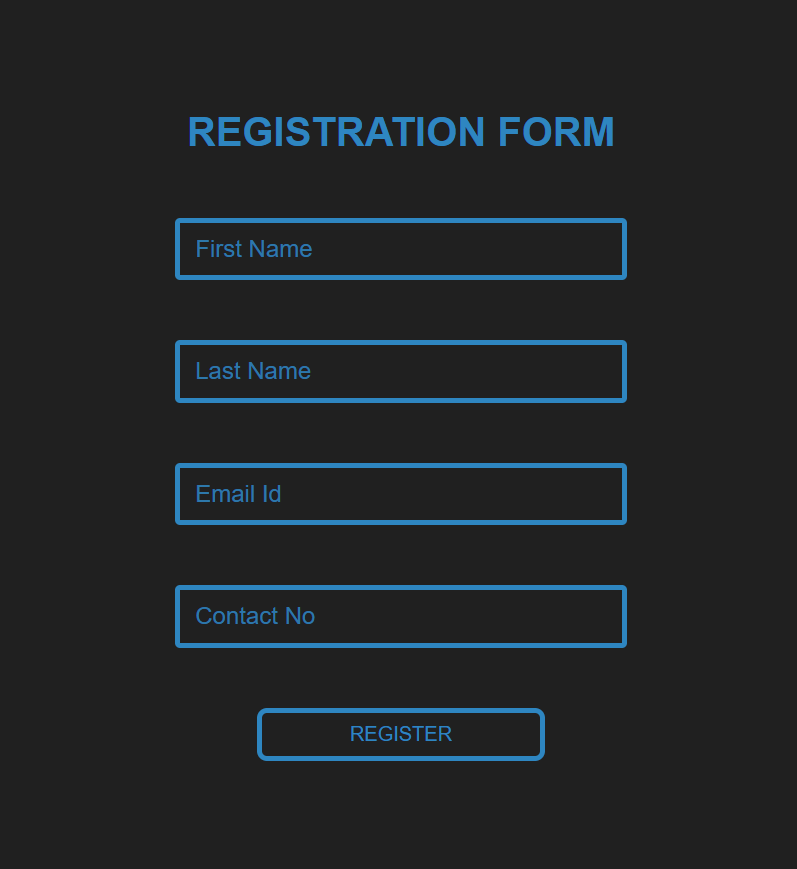 REGISTRATION FORM
First Name
Last Name
Email Id
Contact No
REGISTER